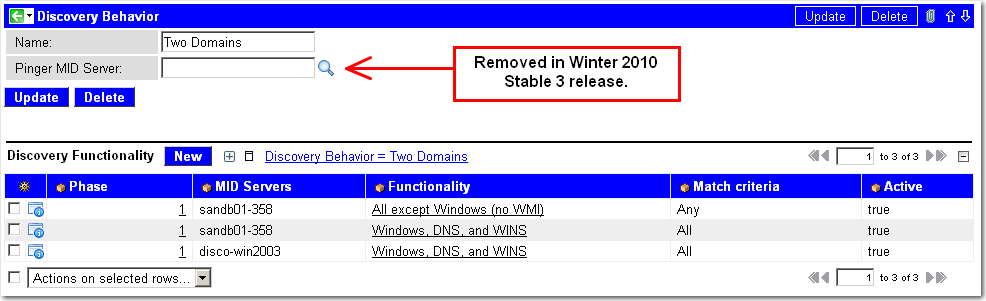 Discovery Behavior Update Delete
Name: Two Domains
Pinger MID Server:
Removed in Winter 2010
Stable 3 release.
Update Delete
Discovery Functionality New Discovery Behavior = Two Domains 1 to 3 of 3
Phase MID Servers Functionality Match criteria Active
1 sandb01-358 All except Windows (no WMI) Any true
1 sandb01-358 Windows, DNS, and WINS All true
1 disco-win2003 Windows, DNS, and WINS All true
Actions on selected rows... 1 to 3 of 3